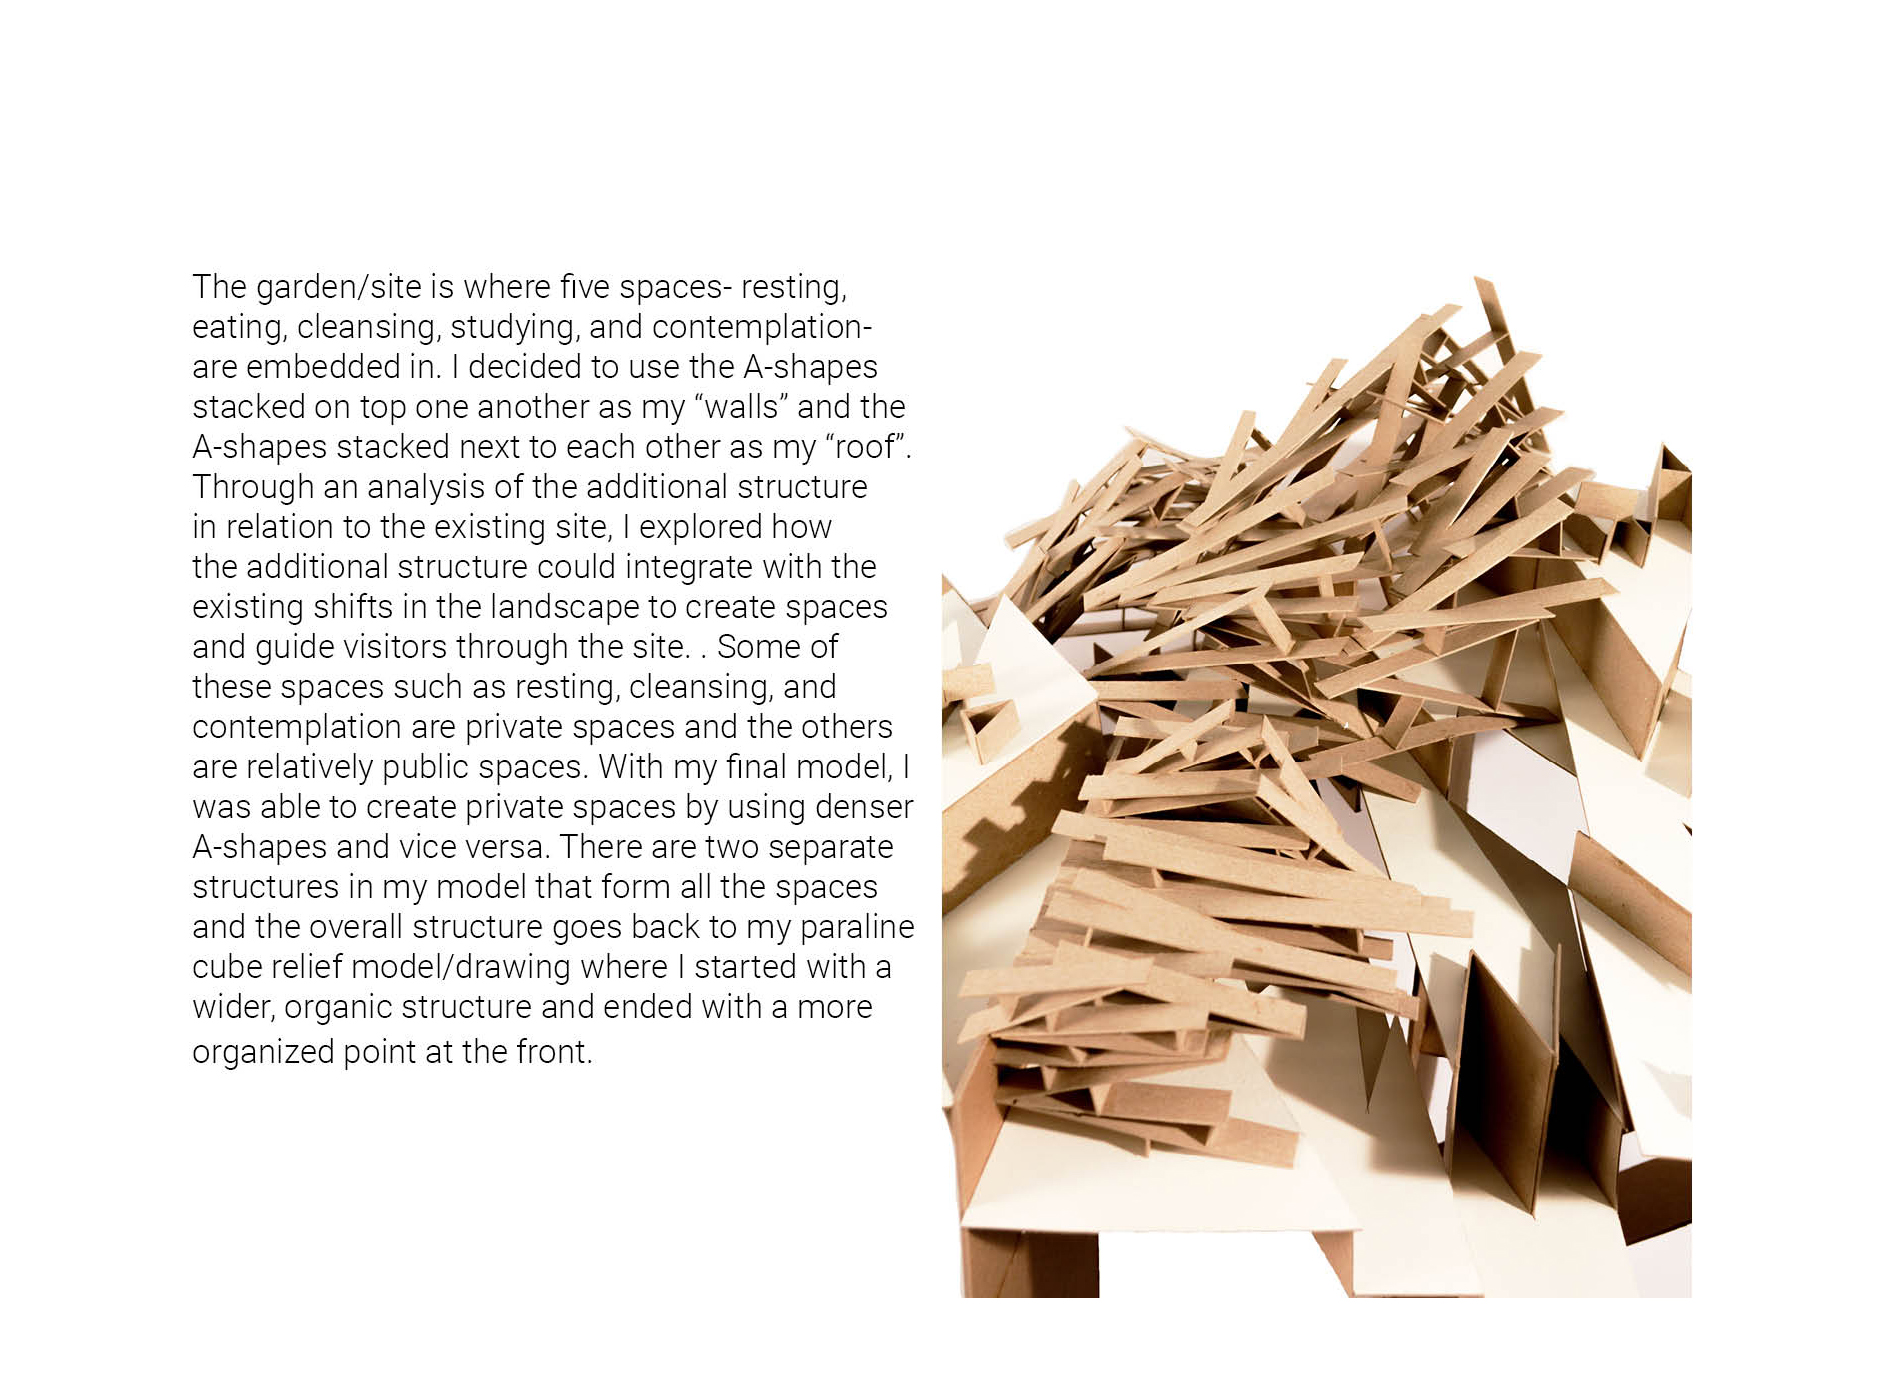 The garden/site is where five spaces- resting,
eating, cleansing, studying, and contemplation-
are embedded in. I decided to use the A-shapes
stacked on top one another as my “walls” and the
A-shapes stacked next to each other as my “roof”.
Through an analysis of the additional structure
in relation to the existing site, I explored how
the additional structure could integrate with the
existing shifts in the landscape to create spaces
and guide visitors through the site. . Some of
these spaces such as resting, cleansing, and
contemplation are private spaces and the others
are relatively public spaces. With my final model, I
was able to create private spaces by using denser
A-shapes and vice versa. There are two separate
structures in my model that form all the spaces
and the overall structure goes back to my paraline
cube relief model/drawing where I started with a
wider, organic structure and ended with a more
organized point at the front.